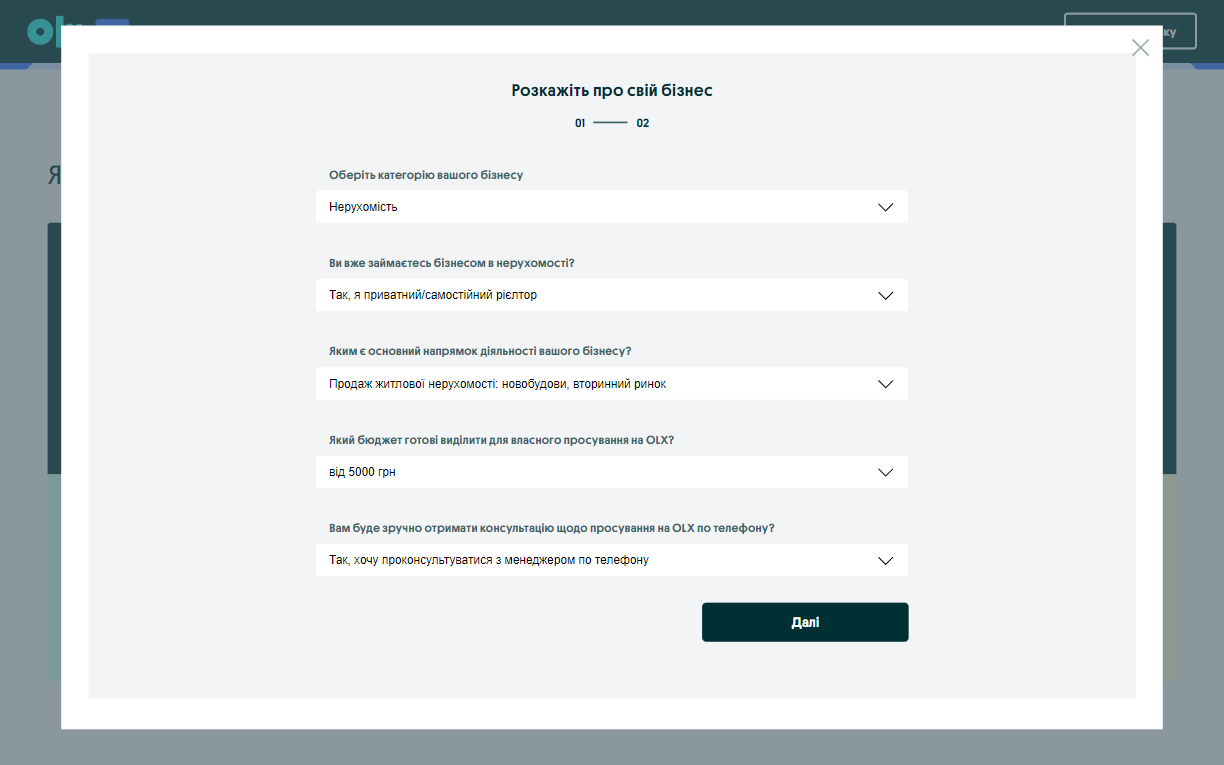 Розкажіть про свій бізнес
01 02
Оберіть категорію вашого бізнесу
Нерухомість
Ви вже займаєтесь бізнесом в нерухомості?
Так, я приватний/самостійний рієлтор
Яким є основний напрямок діяльності вашого бізнесу?
Продаж житлової нерухомості: новобудови, вторинний ринок
Який бюджет готові виділити для власного просування на OLX?
від 5000 грн
Вам буде зручно отримати консультацію щодо просування на OLX по телефону?
Так, хочу проконсультуватися з менеджером по телефону
Далі